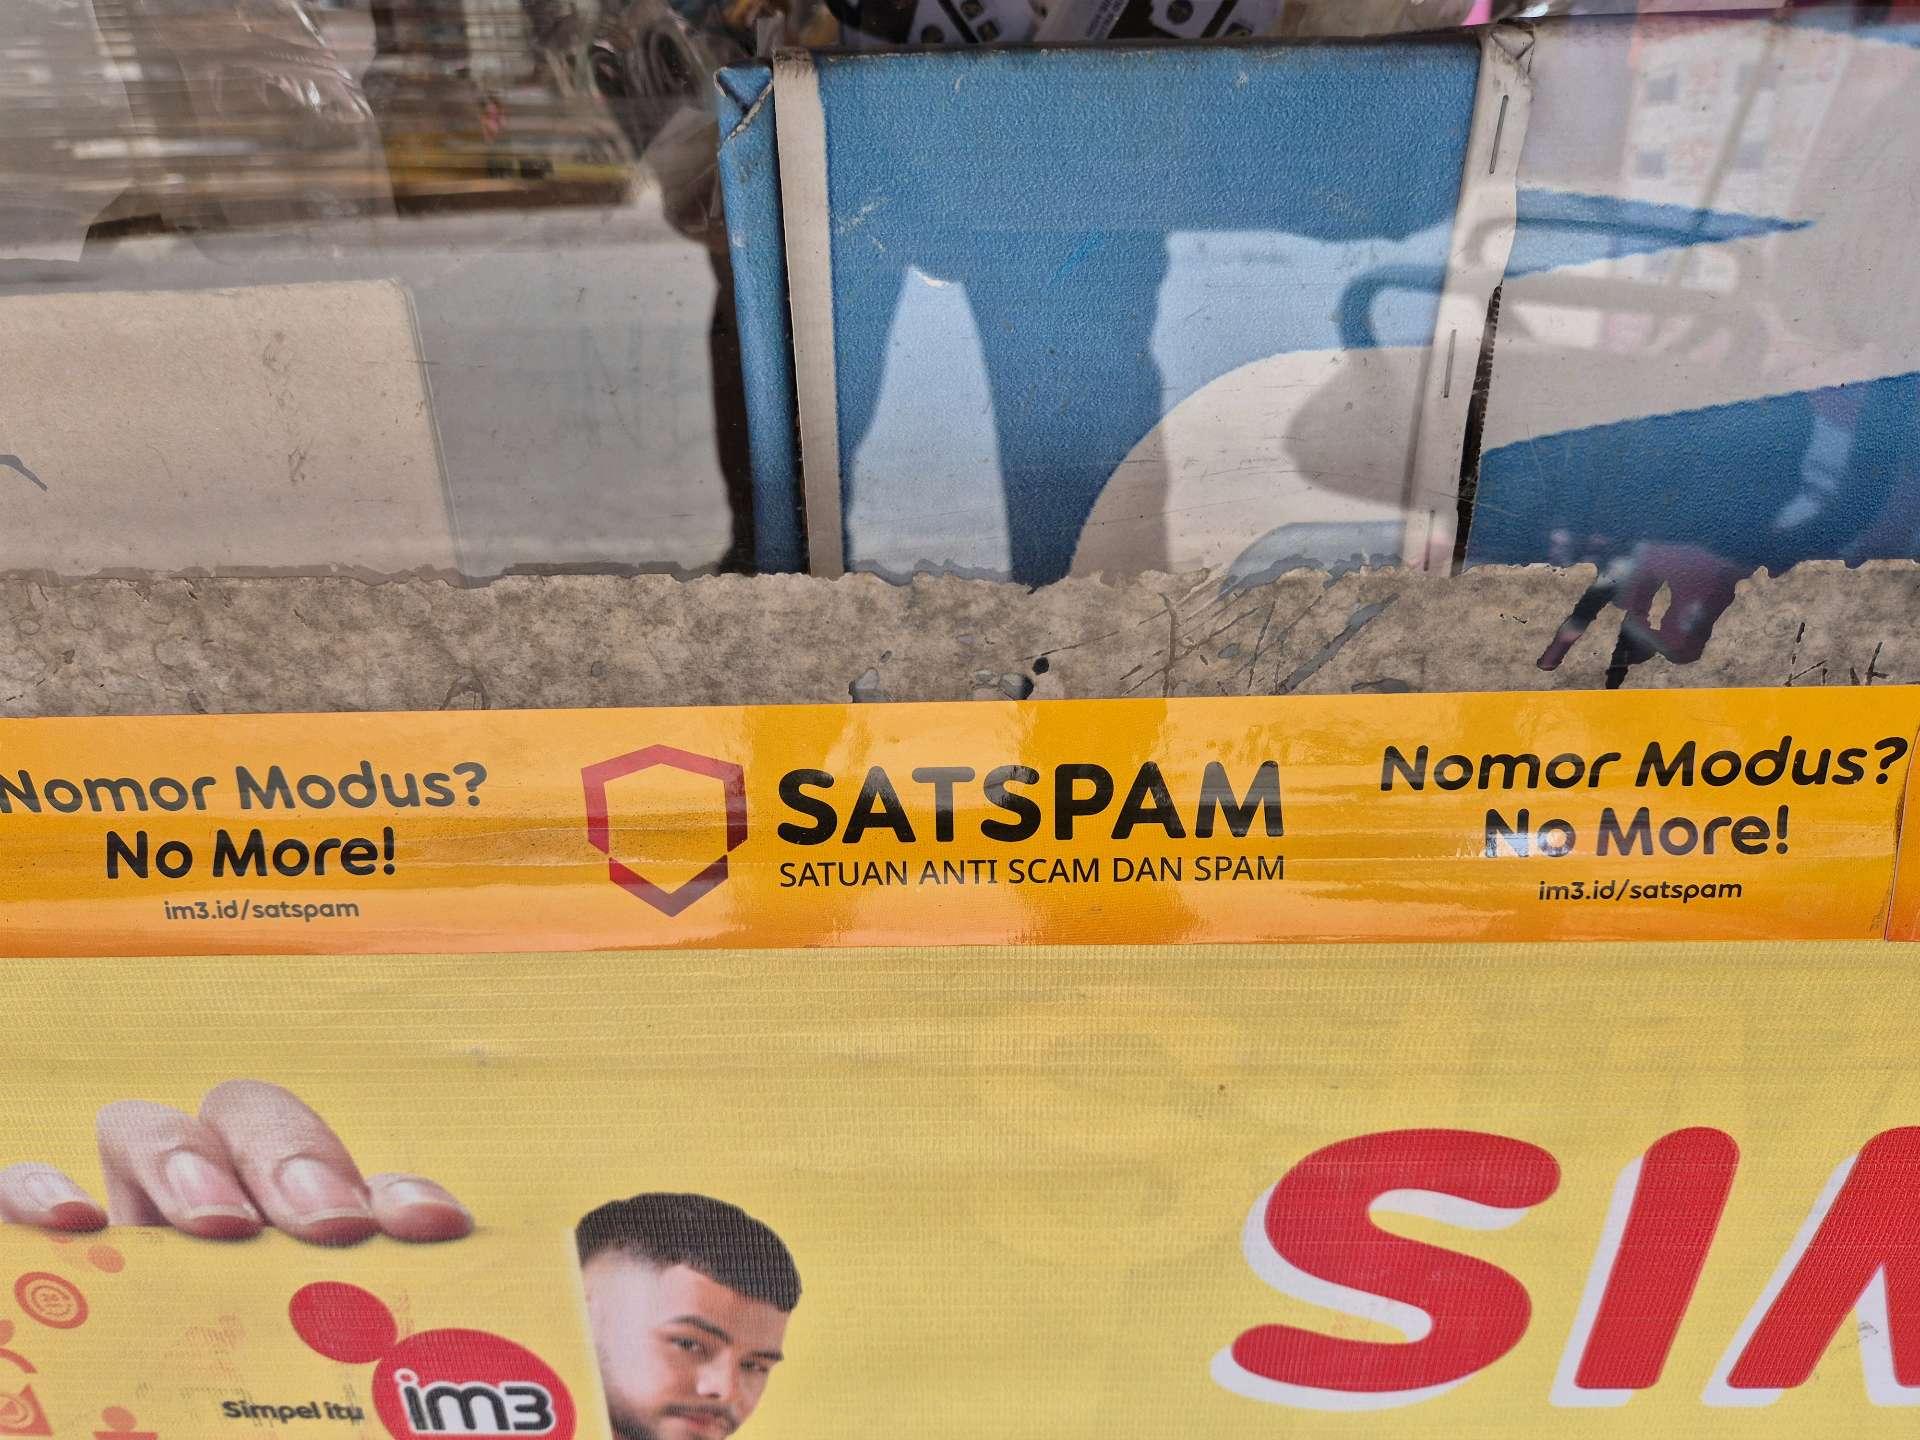 Nomor Modus?
No More!
im3.id/satspam
SATSPAM
SATUAN ANTI SCAM DAN SPAM
Nomor Modus?
No More!
im3.id/satspam
Simpel itu
im3
SIM